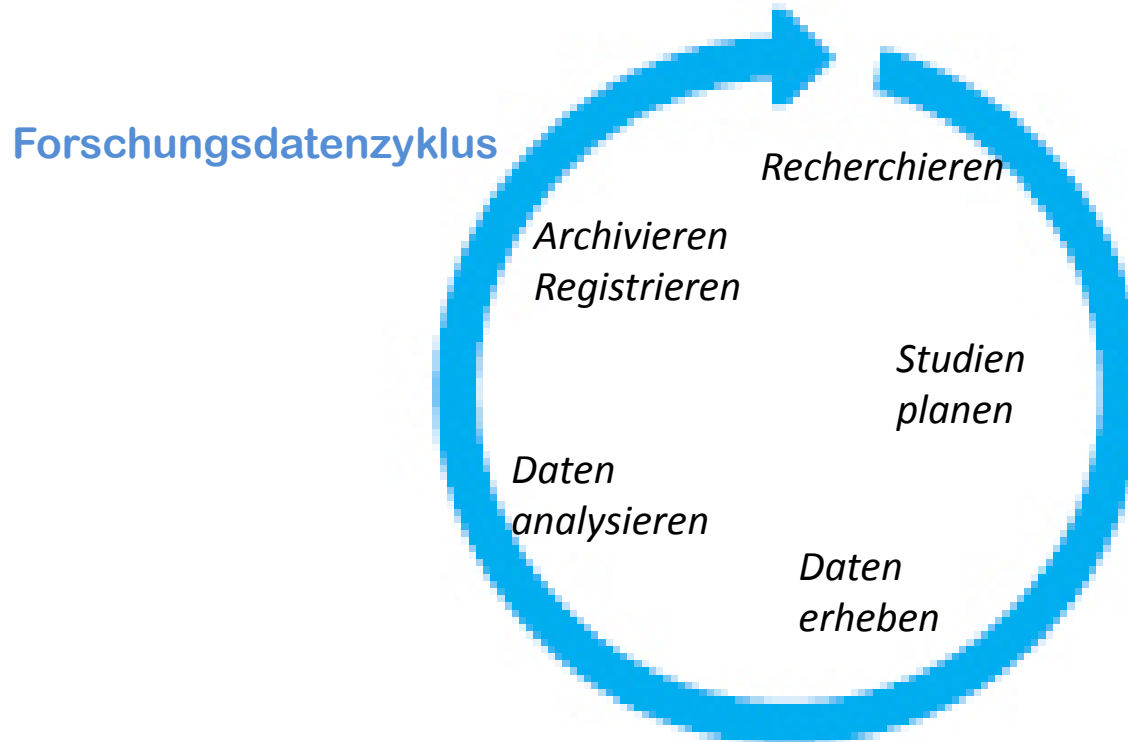 Forschungsdatenzyklus
Recherchieren
Studien
planen
Daten
erheben
Daten
analysieren
Archivieren
Registrieren